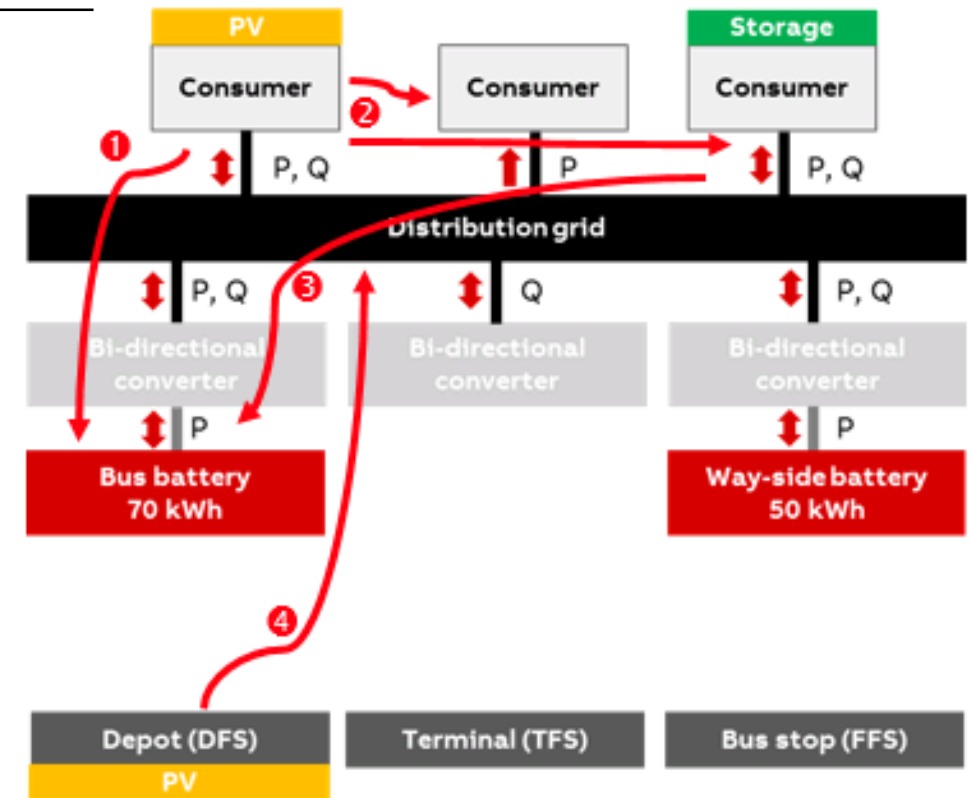 PV
Storage
Consumer
Consumer
Consumer
2
1
P, Q
P
P, Q
Distribution grid
P, Q
3
Q
P, Q
Bi-directional
converter
Bi-directional
converter
Bi-directional
converter
P
P
Bus battery
70 kWh
Way-side battery
50 kWh
4
Depot (DFS)
Terminal (TFS)
Bus stop (FFS)
PV